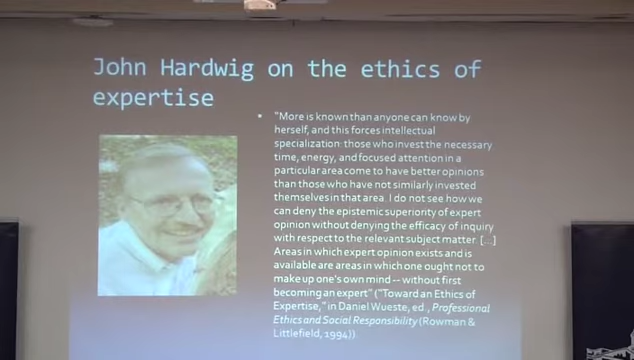 John Hardwig on the ethics of
expertise
"More is known than anyone can know by
herself, and this forces intellectual
specialization: those who invest the necessary
time, energy, and focused attention in a
particular area come to have better opinions
than those who have not similarly invested
themselves in that area. I do not see how we
can deny the epistemic superiority of expert
opinion without denying the efficacy of inquiry
with respect to the relevant subject matter. [...]
Areas in which expert opinion exists and is
available are areas in which one ought not to
make up one's own mind -- without first
becoming an expert" ("Toward an Ethics of
Expertise," in Daniel Wueste, ed., Professional
Ethics and Social Responsibility (Rowman &
Littlefield, 1994)).